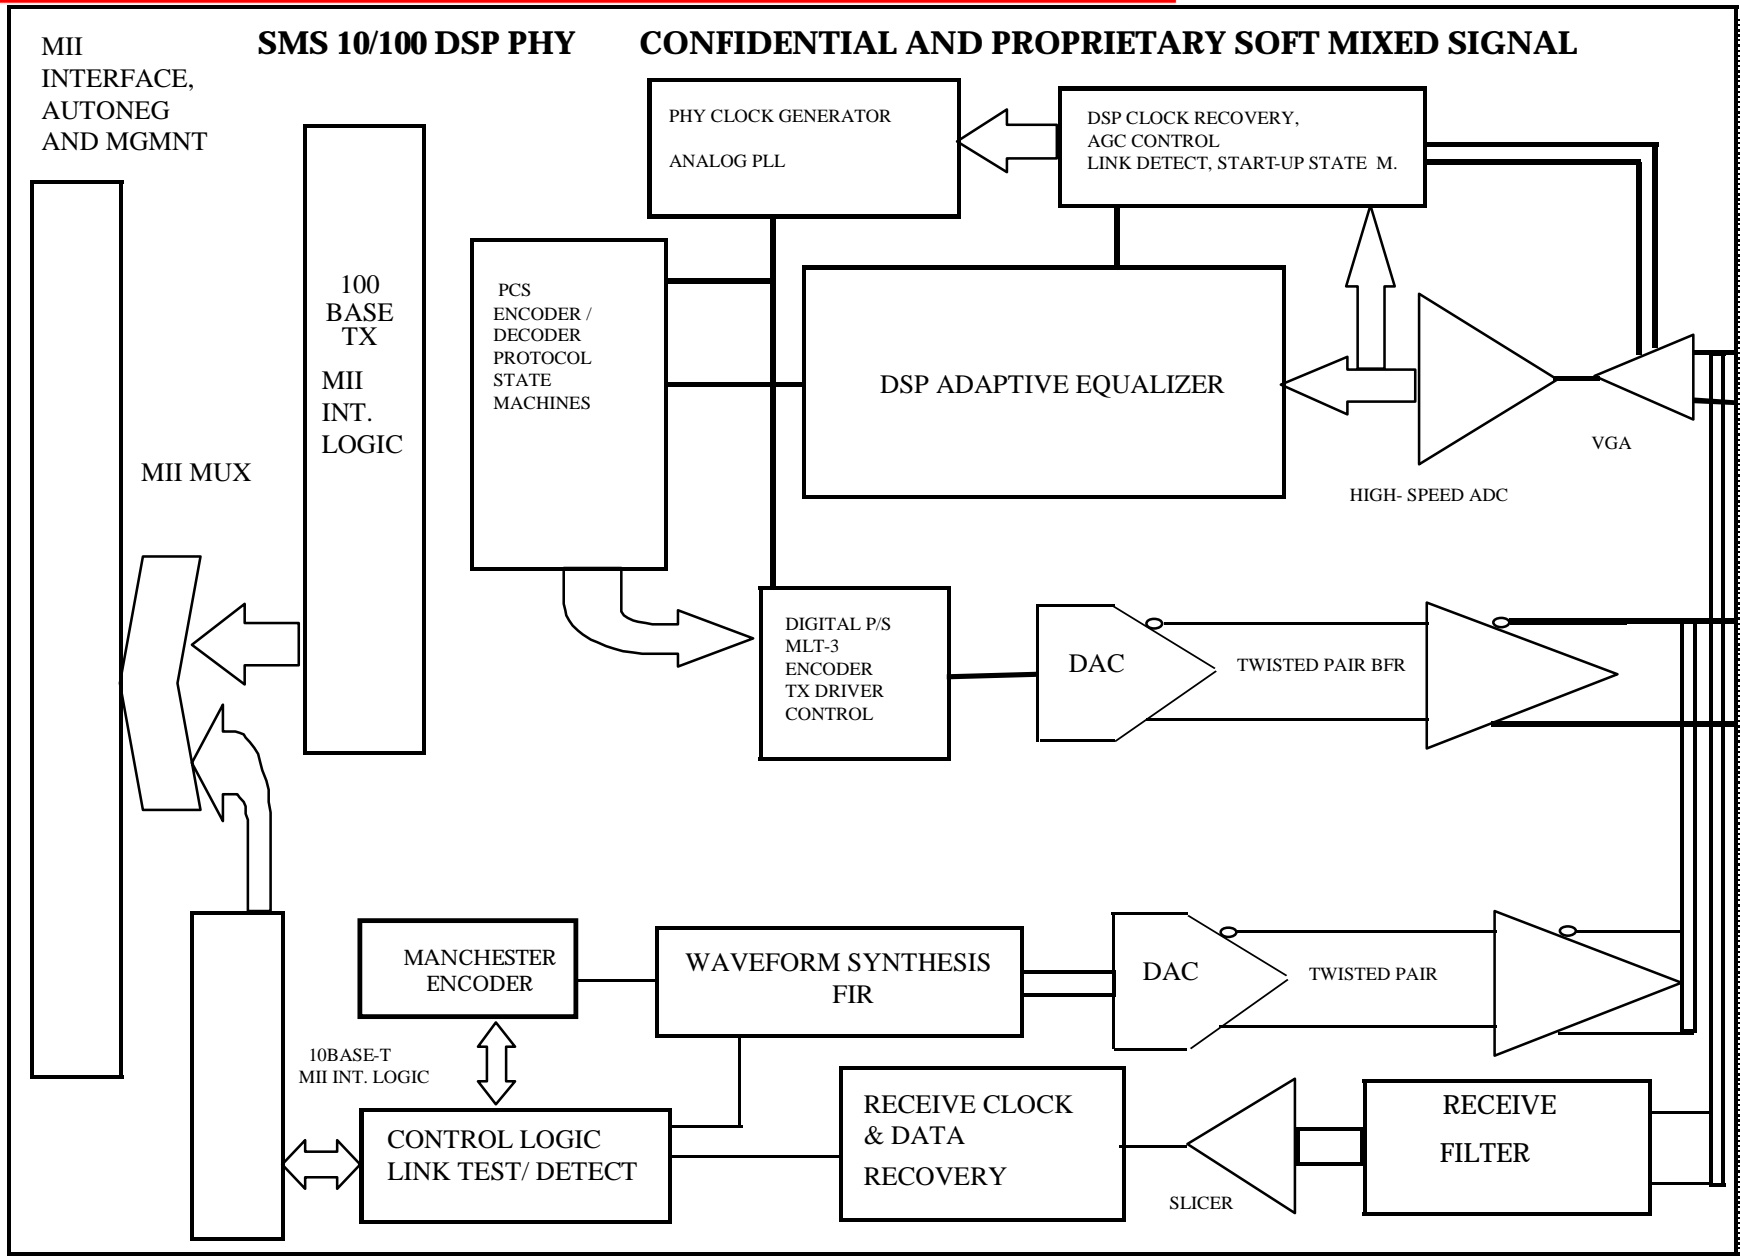 SMS 10/100 DSP PHY CONFIDENTIAL AND PROPRIETARY SOFT MIXED SIGNAL
MII
INTERFACE,
AUTONEG
AND MGMNT
PHY CLOCK GENERATOR
ANALOG PLL
DSP CLOCK RECOVERY,
AGC CONTROL
LINK DETECT, START-UP STATE M.
100
BASE
TX
MII
INT.
LOGIC
PCS
ENCODER /
DECODER
PROTOCOL
STATE
MACHINES
DSP ADAPTIVE EQUALIZER
VGA
HIGH- SPEED ADC
MII MUX
DIGITAL P/S
MLT-3
ENCODER
TX DRIVER
CONTROL
DAC
TWISTED PAIR BFR
MANCHESTER
ENCODER
WAVEFORM SYNTHESIS
FIR
DAC
TWISTED PAIR
10BASE-T
MII INT. LOGIC
CONTROL LOGIC
LINK TEST/ DETECT
RECEIVE CLOCK
& DATA
RECOVERY
SLICER
RECEIVE
FILTER